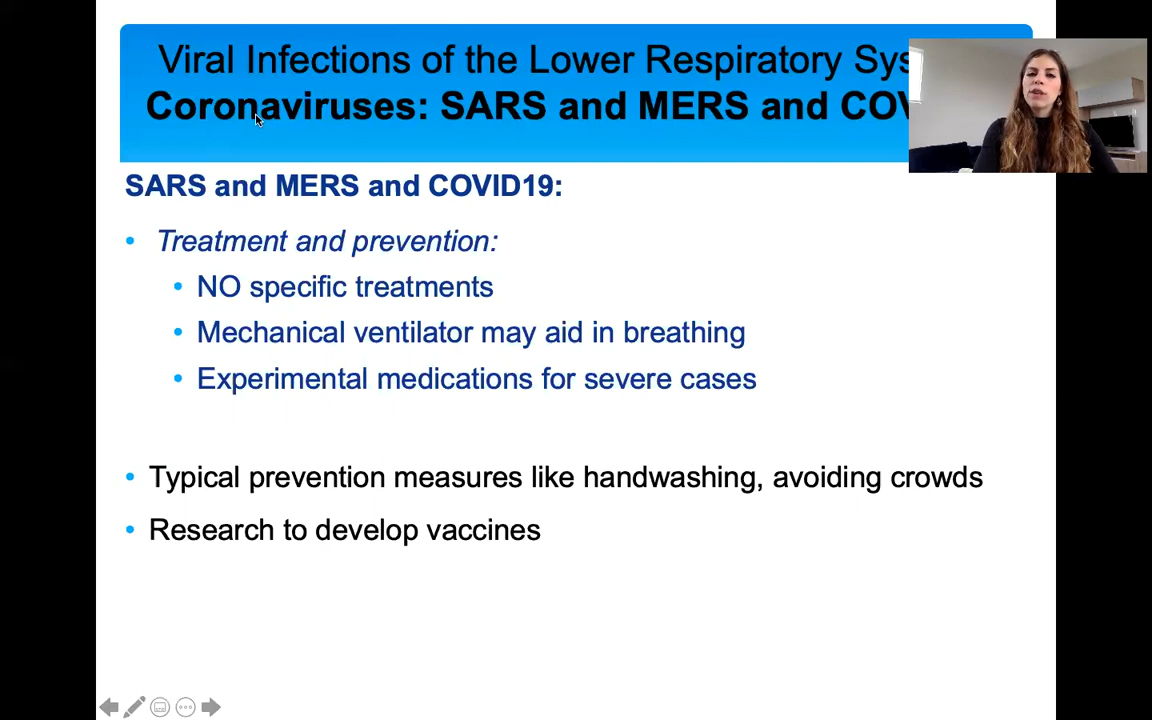 Viral Infections of the Lower Respiratory Sys
Coronaviruses: SARS and MERS and COV
SARS and MERS and COVID19:
Treatment and prevention:
NO specific treatments
Mechanical ventilator may aid in breathing
Experimental medications for severe cases
Typical prevention measures like handwashing, avoiding crowds
Research to develop vaccines